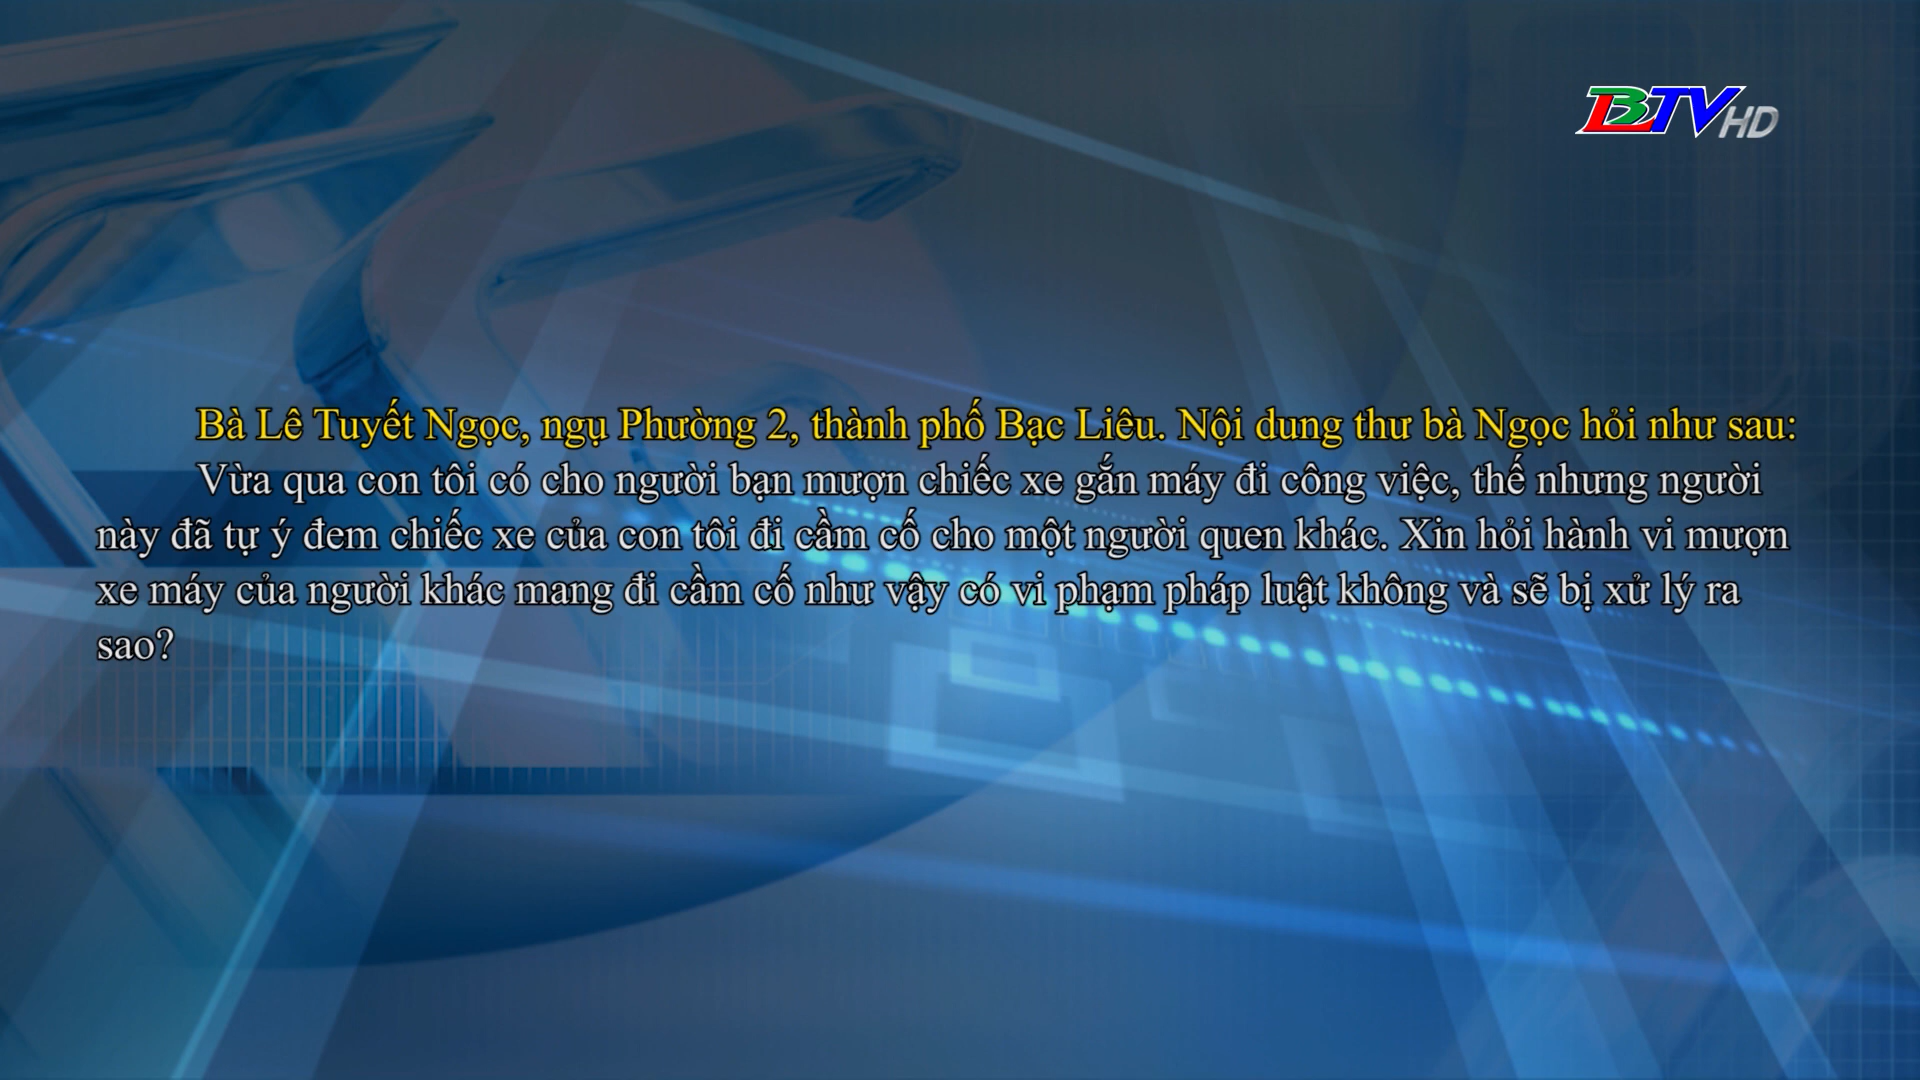 BLTV HD
Bà Lê Tuyết Ngọc, ngụ Phường 2, thành phố Bạc Liêu. Nội dung thư bà Ngọc hỏi như sau:
Vừa qua con tôi có cho người bạn mượn chiếc xe gắn máy đi công việc, thế nhưng người
này đã tự ý đem chiếc xe của con tôi đi cầm cố cho một người quen khác. Xin hỏi hành vi mượn
xe máy của người khác mang đi cầm cố như vậy có vi phạm pháp luật không và sẽ bị xử lý ra
sao?